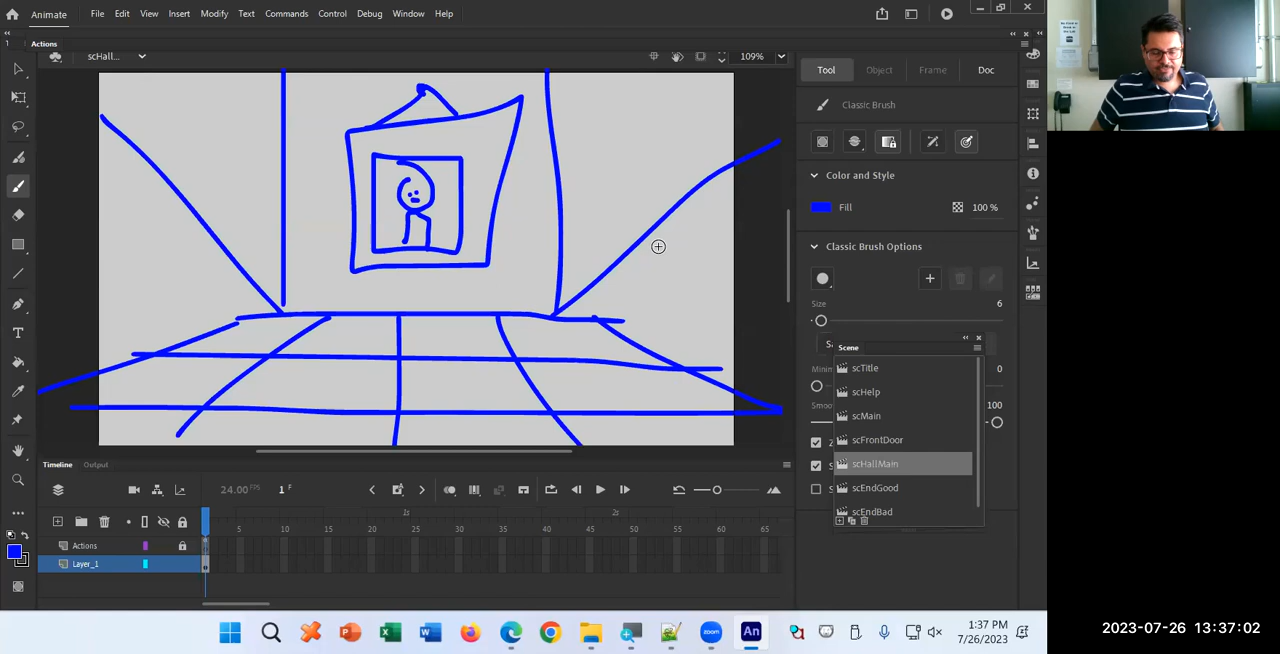 Animate File Edit View Insert Modify Text Commands Control Debug Window Help
Actions
scHall... 109%
Tool Object Frame Doc
Classic Brush
Color and Style
Fill 100 %
Classic Brush Options
Size 6
Scene
scTitle
scHelp
scMain
scFrontDoor
scHallMain
scEndGood
scEndBad
0
100
Timeline Output
24.00 FPS 1 F
1s 2s
5 10 15 20 25 30 35 40 45 50 55 60 65
Actions
Layer_1
1:37 PM
7/26/2023
2023-07-26 13:37:02